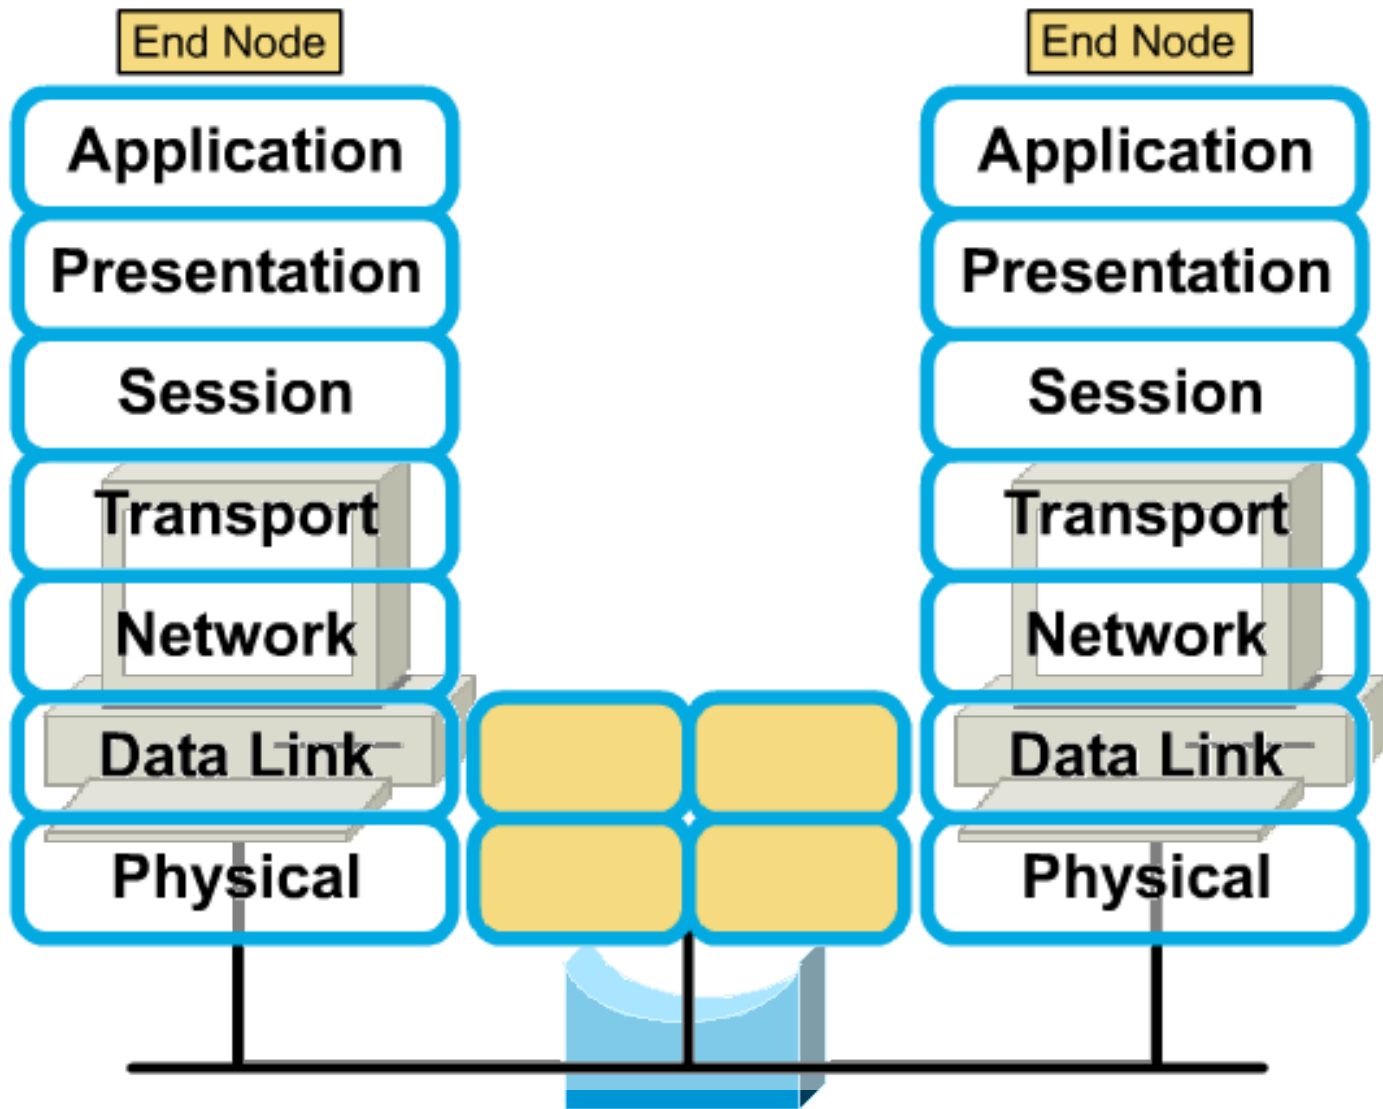 End Node
Application
Presentation
Session
Transport
Network
Data Link
Physical
End Node
Application
Presentation
Session
Transport
Network
Data Link
Physical